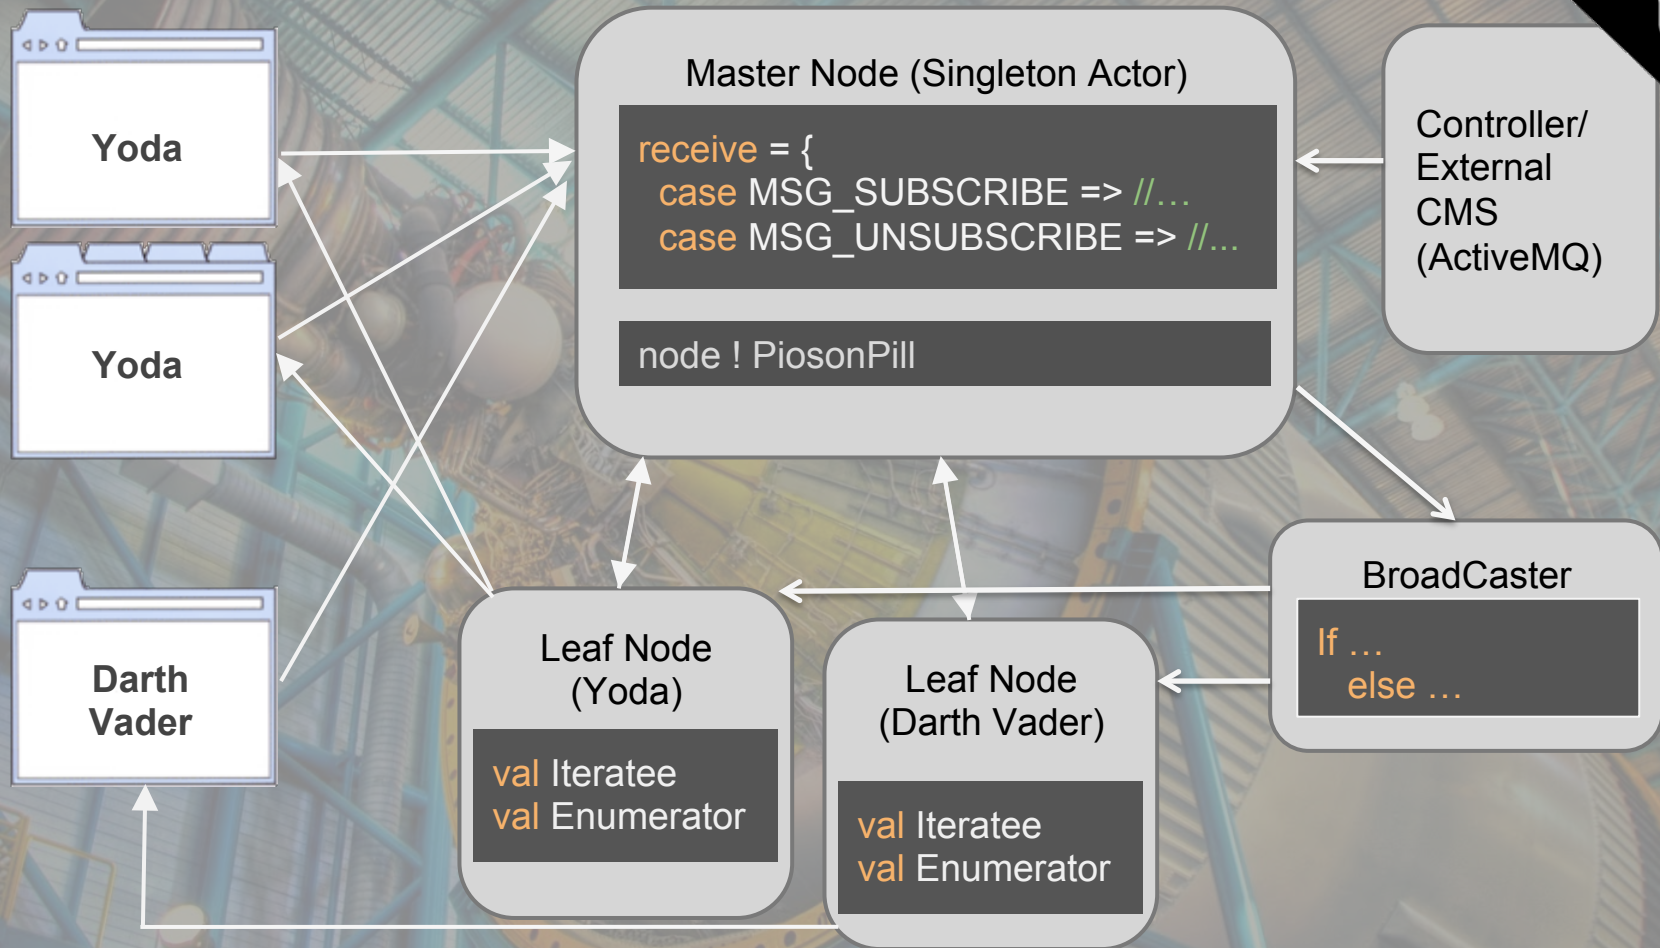 Yoda
Yoda
Darth
Vader
Master Node (Singleton Actor)
receive = {
case MSG_SUBSCRIBE => //…
case MSG_UNSUBSCRIBE => //...
node ! PiosonPill
Controller/
External
CMS
(ActiveMQ)
Leaf Node
(Yoda)
val Iteratee
val Enumerator
Leaf Node
(Darth Vader)
val Iteratee
val Enumerator
BroadCaster
If …
else …